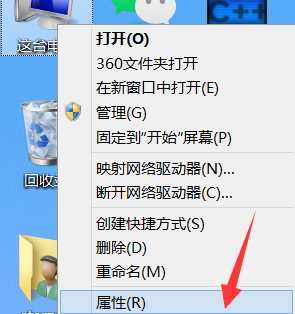 C++
这台电
打开(O)
360文件夹打开
在新窗口中打开(E)
管理(G)
固定到"开始"屏幕(P)
回收
映射网络驱动器(N)...
断开网络驱动器(C)...
创建快捷方式(S)
删除(D)
重命名(M)
属性(R)